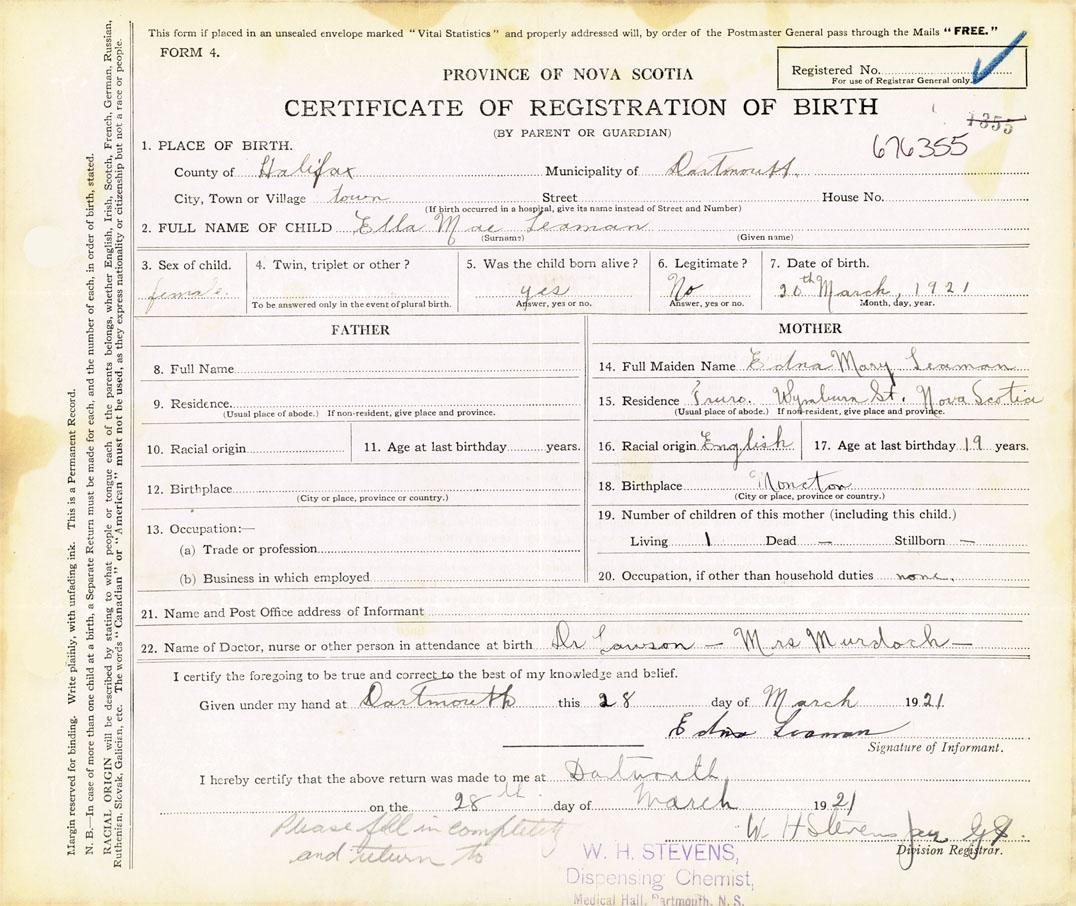 This form if placed in an unsealed envelope marked "Vital Statistics" and properly addressed will, by order of the Postmaster General pass through the Mails "FREE."
FORM 4.
Registered No.
For use of Registrar General only.
PROVINCE OF NOVA SCOTIA
CERTIFICATE OF REGISTRATION OF BIRTH
(BY PARENT OR GUARDIAN)
1355
676355
1. PLACE OF BIRTH.
County of Halifax Municipality of Dartmouth.
City, Town or Village town Street House No.
(If birth occurred in a hospital, give its name instead of Street and Number)
2. FULL NAME OF CHILD Ella Mae Seaman
(Surname) (Given name)
3. Sex of child. 4. Twin, triplet or other? 5. Was the child born alive? 6. Legitimate? 7. Date of birth.
female. yes No 20th March, 1921
To be answered only in the event of plural birth. Answer, yes or no. Answer, yes or no. Month, day, year.
FATHER
8. Full Name
9. Residence
(Usual place of abode.) If non-resident, give place and province.
10. Racial origin 11. Age at last birthday years.
12. Birthplace
(City or place, province or country.)
13. Occupation:—
(a) Trade or profession
(b) Business in which employed
MOTHER
14. Full Maiden Name Edna Mary Seaman
15. Residence Truro. Wymburn St. Nova Scotia
(Usual place of abode.) If non-resident, give place and province.
16. Racial origin English 17. Age at last birthday 19 years.
18. Birthplace Moncton
(City or place, province or country.)
19. Number of children of this mother (including this child.)
Living 1 Dead — Stillborn —
20. Occupation, if other than household duties none.
21. Name and Post Office address of Informant
22. Name of Doctor, nurse or other person in attendance at birth Dr Lawson — Mrs Murdoch —
I certify the foregoing to be true and correct to the best of my knowledge and belief.
Given under my hand at Dartmouth this 28 day of March 1921
Edna Seaman
Signature of Informant.
I hereby certify that the above return was made to me at Dartmouth
on the 28th day of March 1921
Please fill in completely
and return to
W. H Stevens
Division Registrar.
W. H. STEVENS,
Dispensing Chemist,
Medical Hall, Dartmouth, N. S.
Margin reserved for binding. Write plainly, with unfading ink. This is a Permanent Record.
N. B.—In case of more than one child at a birth, a Separate Return must be made for each, and the number of each, in order of birth, stated.
RACIAL ORIGIN will be described by stating to what people or tongue each of the parents belongs, whether English, Irish, Scotch, French, German, Russian,
Ruthenian, Slovak, Galician, etc. The words "Canadian" or "American" must not be used, as they express nationality or citizenship but not a race or people.